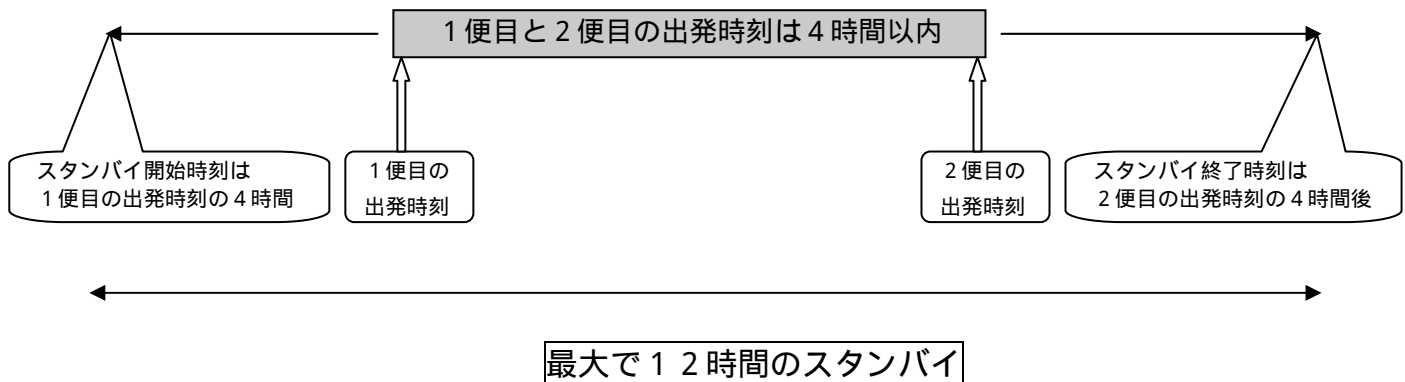 １便目と２便目の出発時刻は４時間以内
スタンバイ開始時刻は
１便目の出発時刻の４時間
１便目の
出発時刻
２便目の
出発時刻
スタンバイ終了時刻は
２便目の出発時刻の４時間後
最大で１２時間のスタンバイ